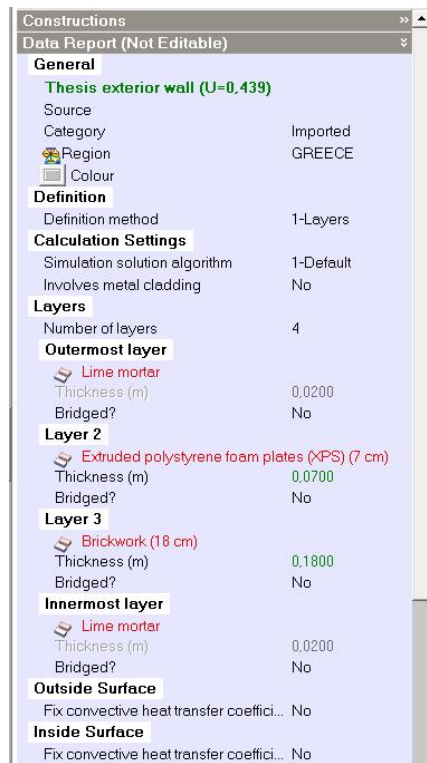 Constructions
Data Report (Not Editable)
General
Thesis exterior wall (U=0,439)
Source
Category Imported
Region GREECE
Colour
Definition
Definition method 1-Layers
Calculation Settings
Simulation solution algorithm 1-Default
Involves metal cladding No
Layers
Number of layers 4
Outermost layer
Lime mortar
Thickness (m) 0,0200
Bridged? No
Layer 2
Extruded polystyrene foam plates (XPS) (7 cm)
Thickness (m) 0,0700
Bridged? No
Layer 3
Brickwork (18 cm)
Thickness (m) 0,1800
Bridged? No
Innermost layer
Lime mortar
Thickness (m) 0,0200
Bridged? No
Outside Surface
Fix convective heat transfer coeffici... No
Inside Surface
Fix convective heat transfer coeffici... No